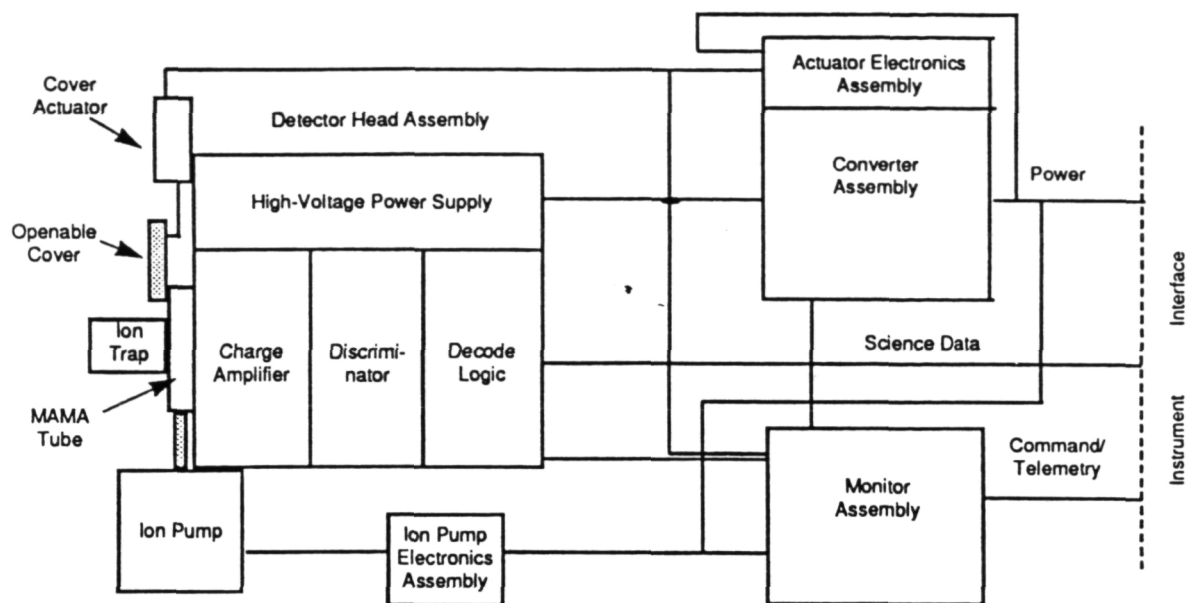 Cover
Actuator
Detector Head Assembly
Actuator Electronics
Assembly
High-Voltage Power Supply
Converter
Assembly
Power
Openable
Cover
Ion
Trap
Charge
Amplifier
Discrimi-
nator
Decode
Logic
Science Data
Interface
MAMA
Tube
Ion Pump
Ion Pump
Electronics
Assembly
Monitor
Assembly
Command/
Telemetry
Instrument